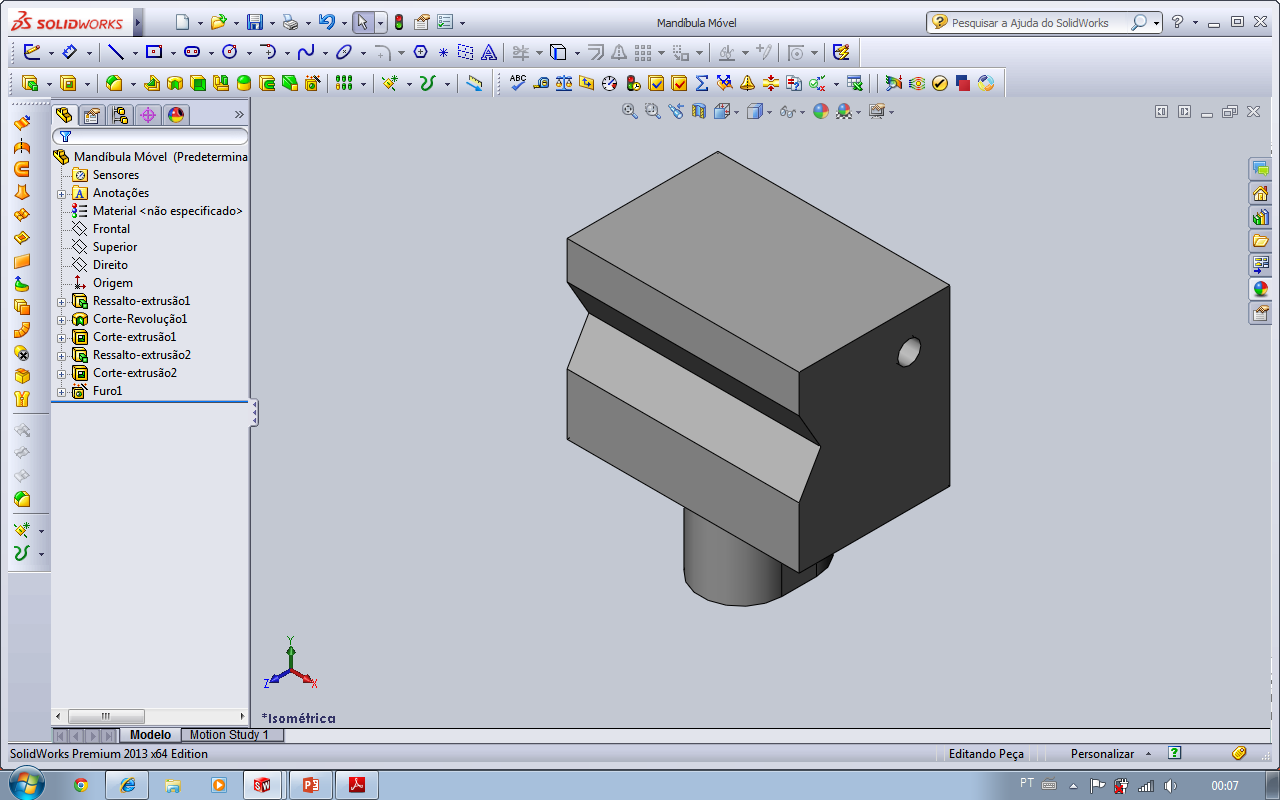 SOLIDWORKS
Mandíbula Móvel
Pesquisar a Ajuda do SolidWorks
ABC
Mandíbula Móvel (Predetermina
Sensores
Anotações
Material <não especificado>
Frontal
Superior
Direito
Origem
Ressalto-extrusão1
Corte-Revolução1
Corte-extrusão1
Ressalto-extrusão2
Corte-extrusão2
Furo1
Y
Z
X
*Isométrica
Modelo
Motion Study 1
SolidWorks Premium 2013 x64 Edition
Editando Peça
Personalizar
PT
00:07